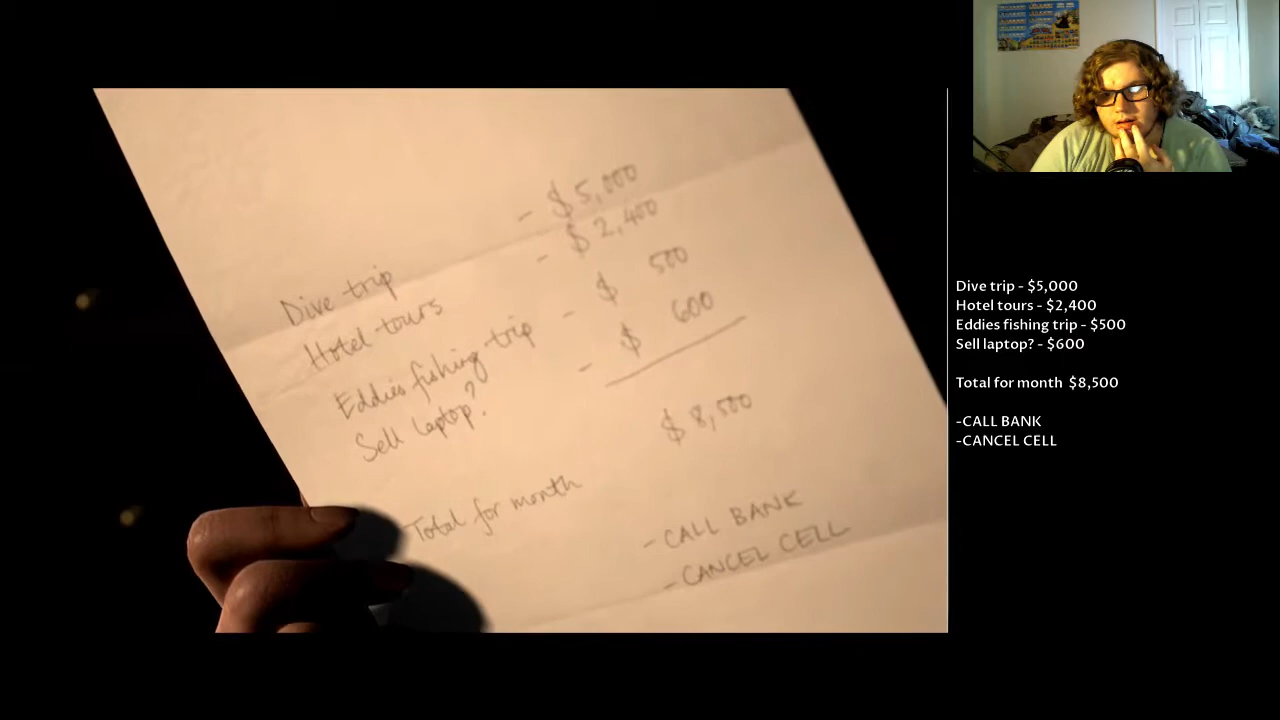 Dive trip - $5,000
Hotel tours - $2,400
Eddies fishing trip - $ 500
Sell laptop? - $ 600
Total for month $8,500
-CALL BANK
-CANCEL CELL
Dive trip - $5,000
Hotel tours - $2,400
Eddies fishing trip - $500
Sell laptop? - $600
Total for month $8,500
-CALL BANK
-CANCEL CELL